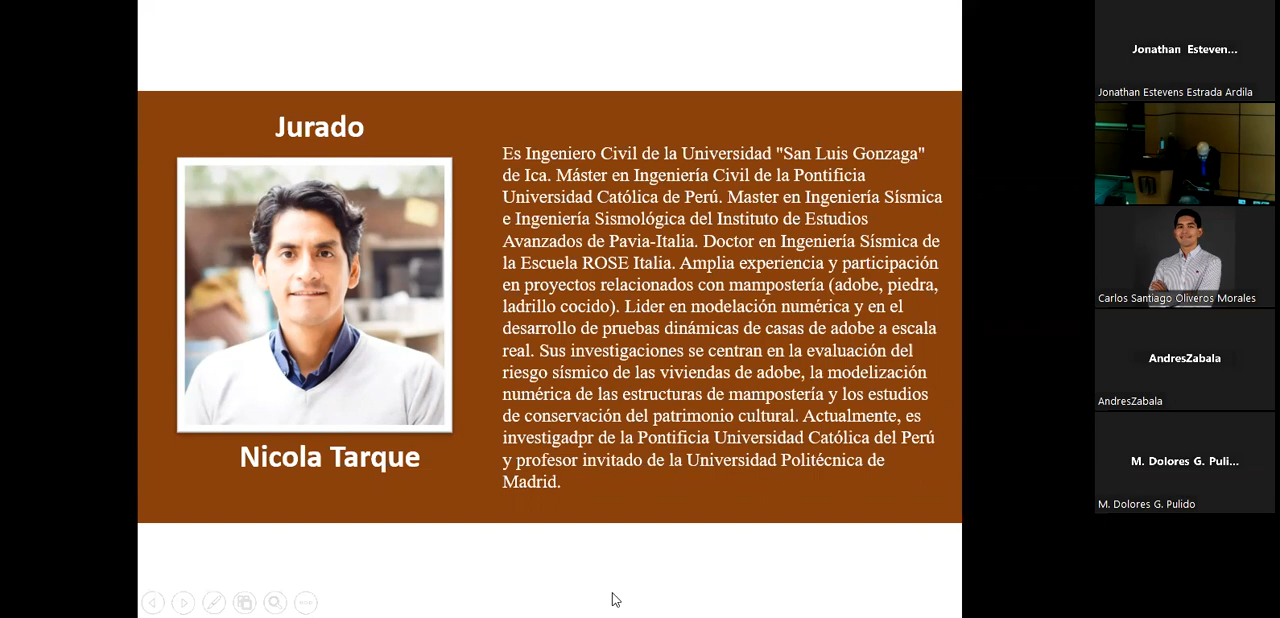 Jurado
Nicola Tarque
Es Ingeniero Civil de la Universidad "San Luis Gonzaga"
de Ica. Máster en Ingeniería Civil de la Pontificia
Universidad Católica de Perú. Master en Ingeniería Sísmica
e Ingeniería Sismológica del Instituto de Estudios
Avanzados de Pavia-Italia. Doctor en Ingeniería Sísmica de
la Escuela ROSE Italia. Amplia experiencia y participación
en proyectos relacionados con mampostería (adobe, piedra,
ladrillo cocido). Lider en modelación numérica y en el
desarrollo de pruebas dinámicas de casas de adobe a escala
real. Sus investigaciones se centran en la evaluación del
riesgo sísmico de las viviendas de adobe, la modelización
numérica de las estructuras de mampostería y los estudios
de conservación del patrimonio cultural. Actualmente, es
investigadpr de la Pontificia Universidad Católica del Perú
y profesor invitado de la Universidad Politécnica de
Madrid.
Jonathan Esteven...
Jonathan Estevens Estrada Ardila
Carlos Santiago Oliveros Morales
AndresZabala
AndresZabala
M. Dolores G. Puli...
M. Dolores G. Pulido